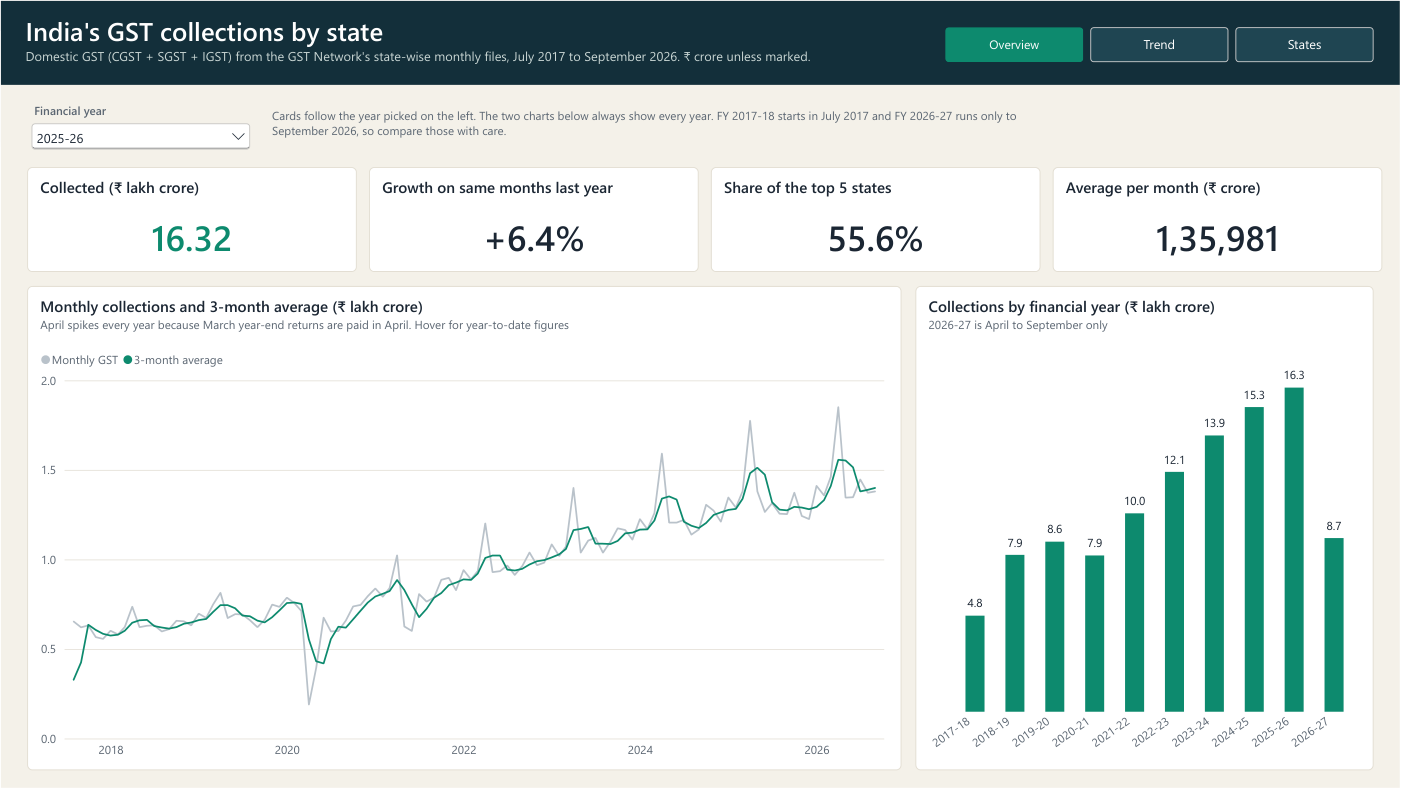 India's GST collections by state
Domestic GST (CGST + SGST + IGST) from the GST Network's state-wise monthly files, July 2017 to September 2026. ₹ crore unless marked.
Overview
Trend
States
Financial year
2025-26
Cards follow the year picked on the left. The two charts below always show every year. FY 2017-18 starts in July 2017 and FY 2026-27 runs only to
September 2026, so compare those with care.
Collected (₹ lakh crore)
16.32
Growth on same months last year
+6.4%
Share of the top 5 states
55.6%
Average per month (₹ crore)
1,35,981
Monthly collections and 3-month average (₹ lakh crore)
April spikes every year because March year-end returns are paid in April. Hover for year-to-date figures
Monthly GST
3-month average
2.0
1.5
1.0
0.5
0.0
2018
2020
2022
2024
2026
Collections by financial year (₹ lakh crore)
2026-27 is April to September only
4.8
7.9
8.6
7.9
10.0
12.1
13.9
15.3
16.3
8.7
2017-18
2018-19
2019-20
2020-21
2021-22
2022-23
2023-24
2024-25
2025-26
2026-27